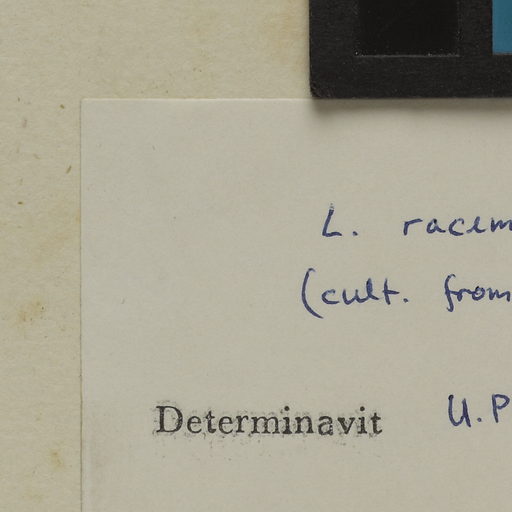 L. racem
(cult. from
Determinavit U.P